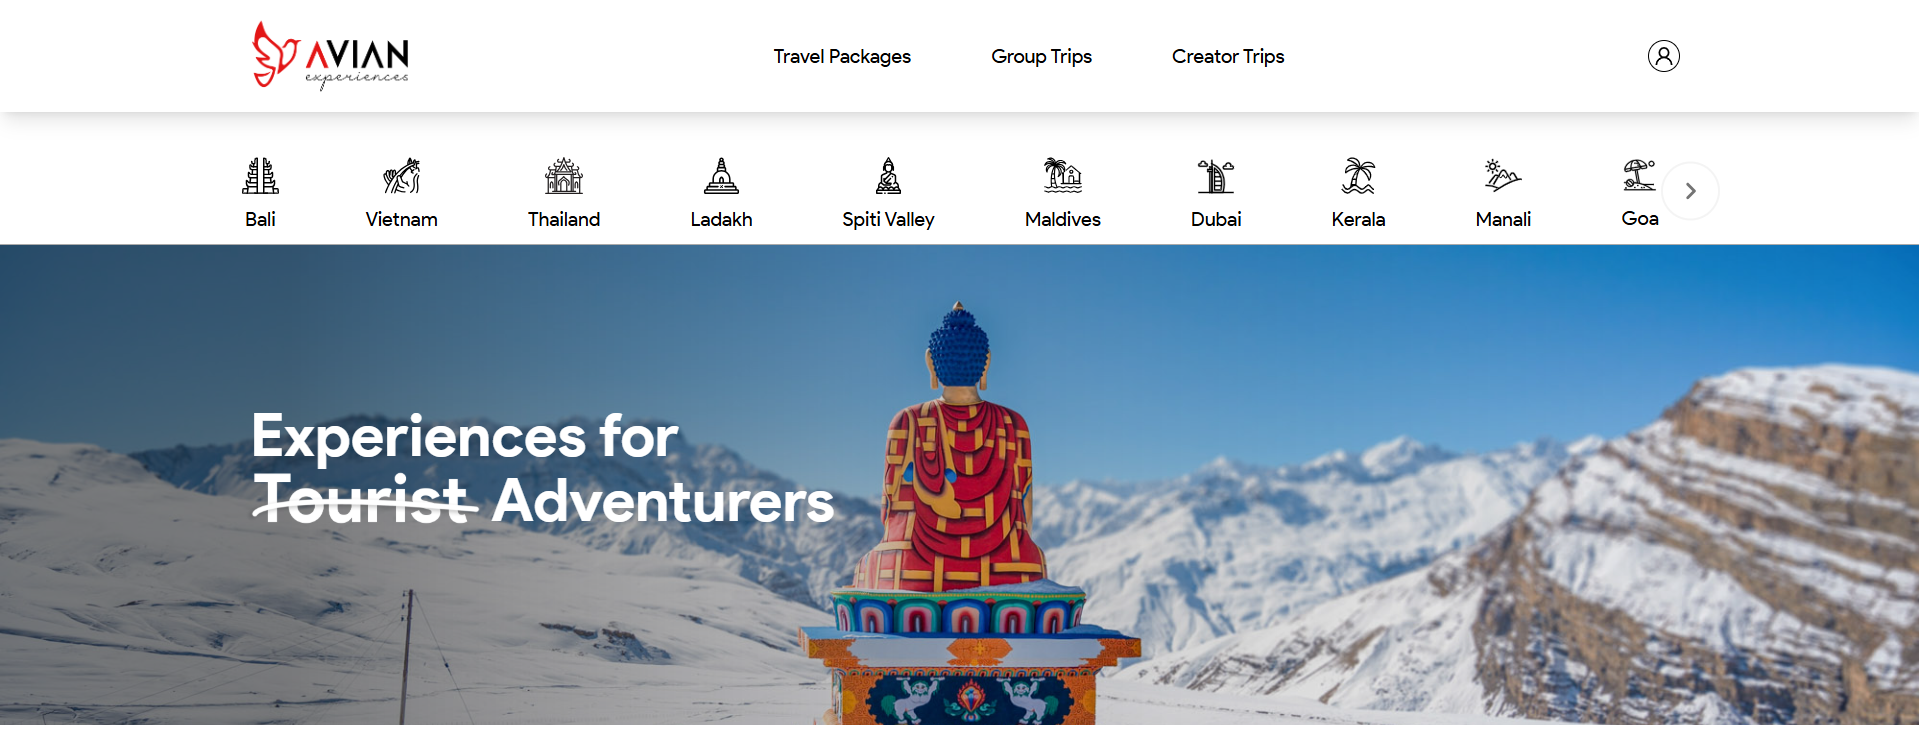 AVIAN
experiences
Travel Packages
Group Trips
Creator Trips
Bali
Vietnam
Thailand
Ladakh
Spiti Valley
Maldives
Dubai
Kerala
Manali
Goa
Experiences for
Tourist Adventurers